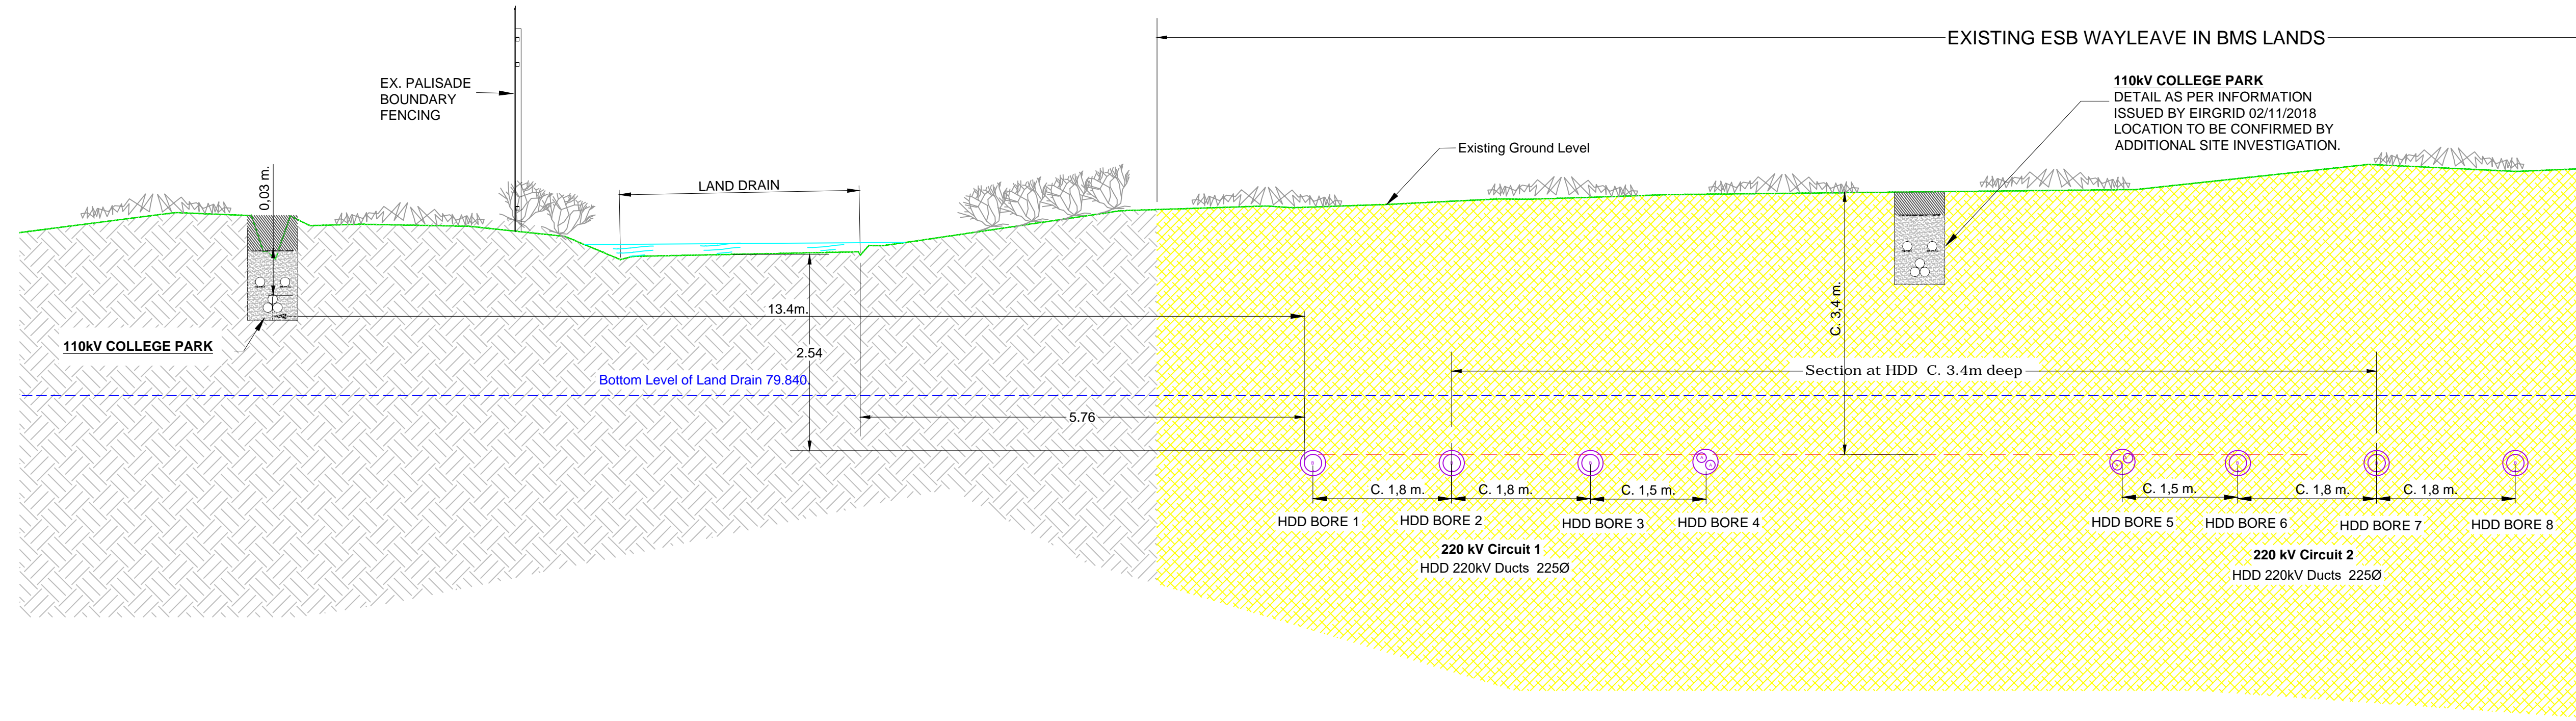 EXISTING ESB WAYLEAVE IN BMS LANDS
EX. PALISADE
BOUNDARY
FENCING
110kV COLLEGE PARK
DETAIL AS PER INFORMATION
ISSUED BY EIRGRID 02/11/2018
LOCATION TO BE CONFIRMED BY
ADDITIONAL SITE INVESTIGATION.
Existing Ground Level
0,03 m.
LAND DRAIN
13.4m.
C. 3,4 m.
110kV COLLEGE PARK
2.54
Section at HDD C. 3.4m deep
Bottom Level of Land Drain 79.840.
5.76
C. 1,8 m.
C. 1,8 m.
C. 1,5 m.
C. 1,5 m.
C. 1,8 m.
C. 1,8 m.
HDD BORE 1
HDD BORE 2
HDD BORE 3
HDD BORE 4
HDD BORE 5
HDD BORE 6
HDD BORE 7
HDD BORE 8
220 kV Circuit 1
HDD 220kV Ducts 225Ø
220 kV Circuit 2
HDD 220kV Ducts 225Ø